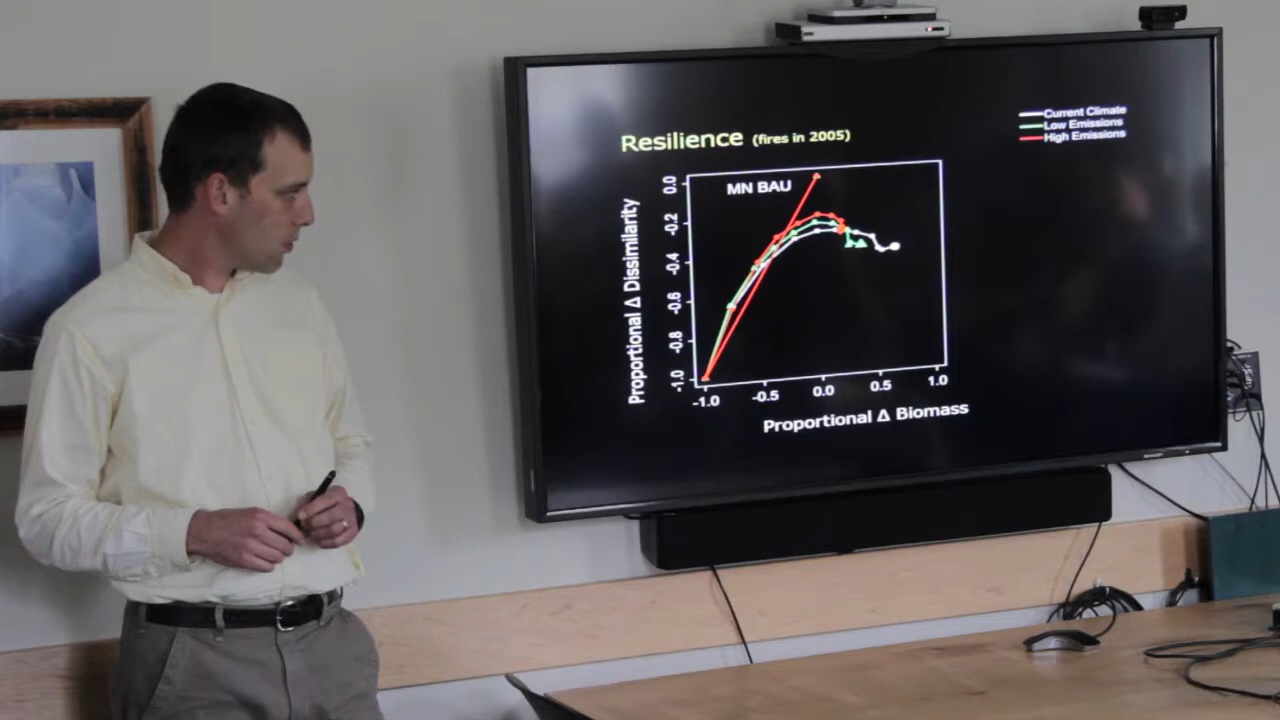 Current Climate
Low Emissions
High Emissions
Resilience (fires in 2005)
MN BAU
Proportional Δ Dissimilarity
0.0
-0.2
-0.4
-0.6
-0.8
-1.0
-1.0 -0.5 0.0 0.5 1.0
Proportional Δ Biomass